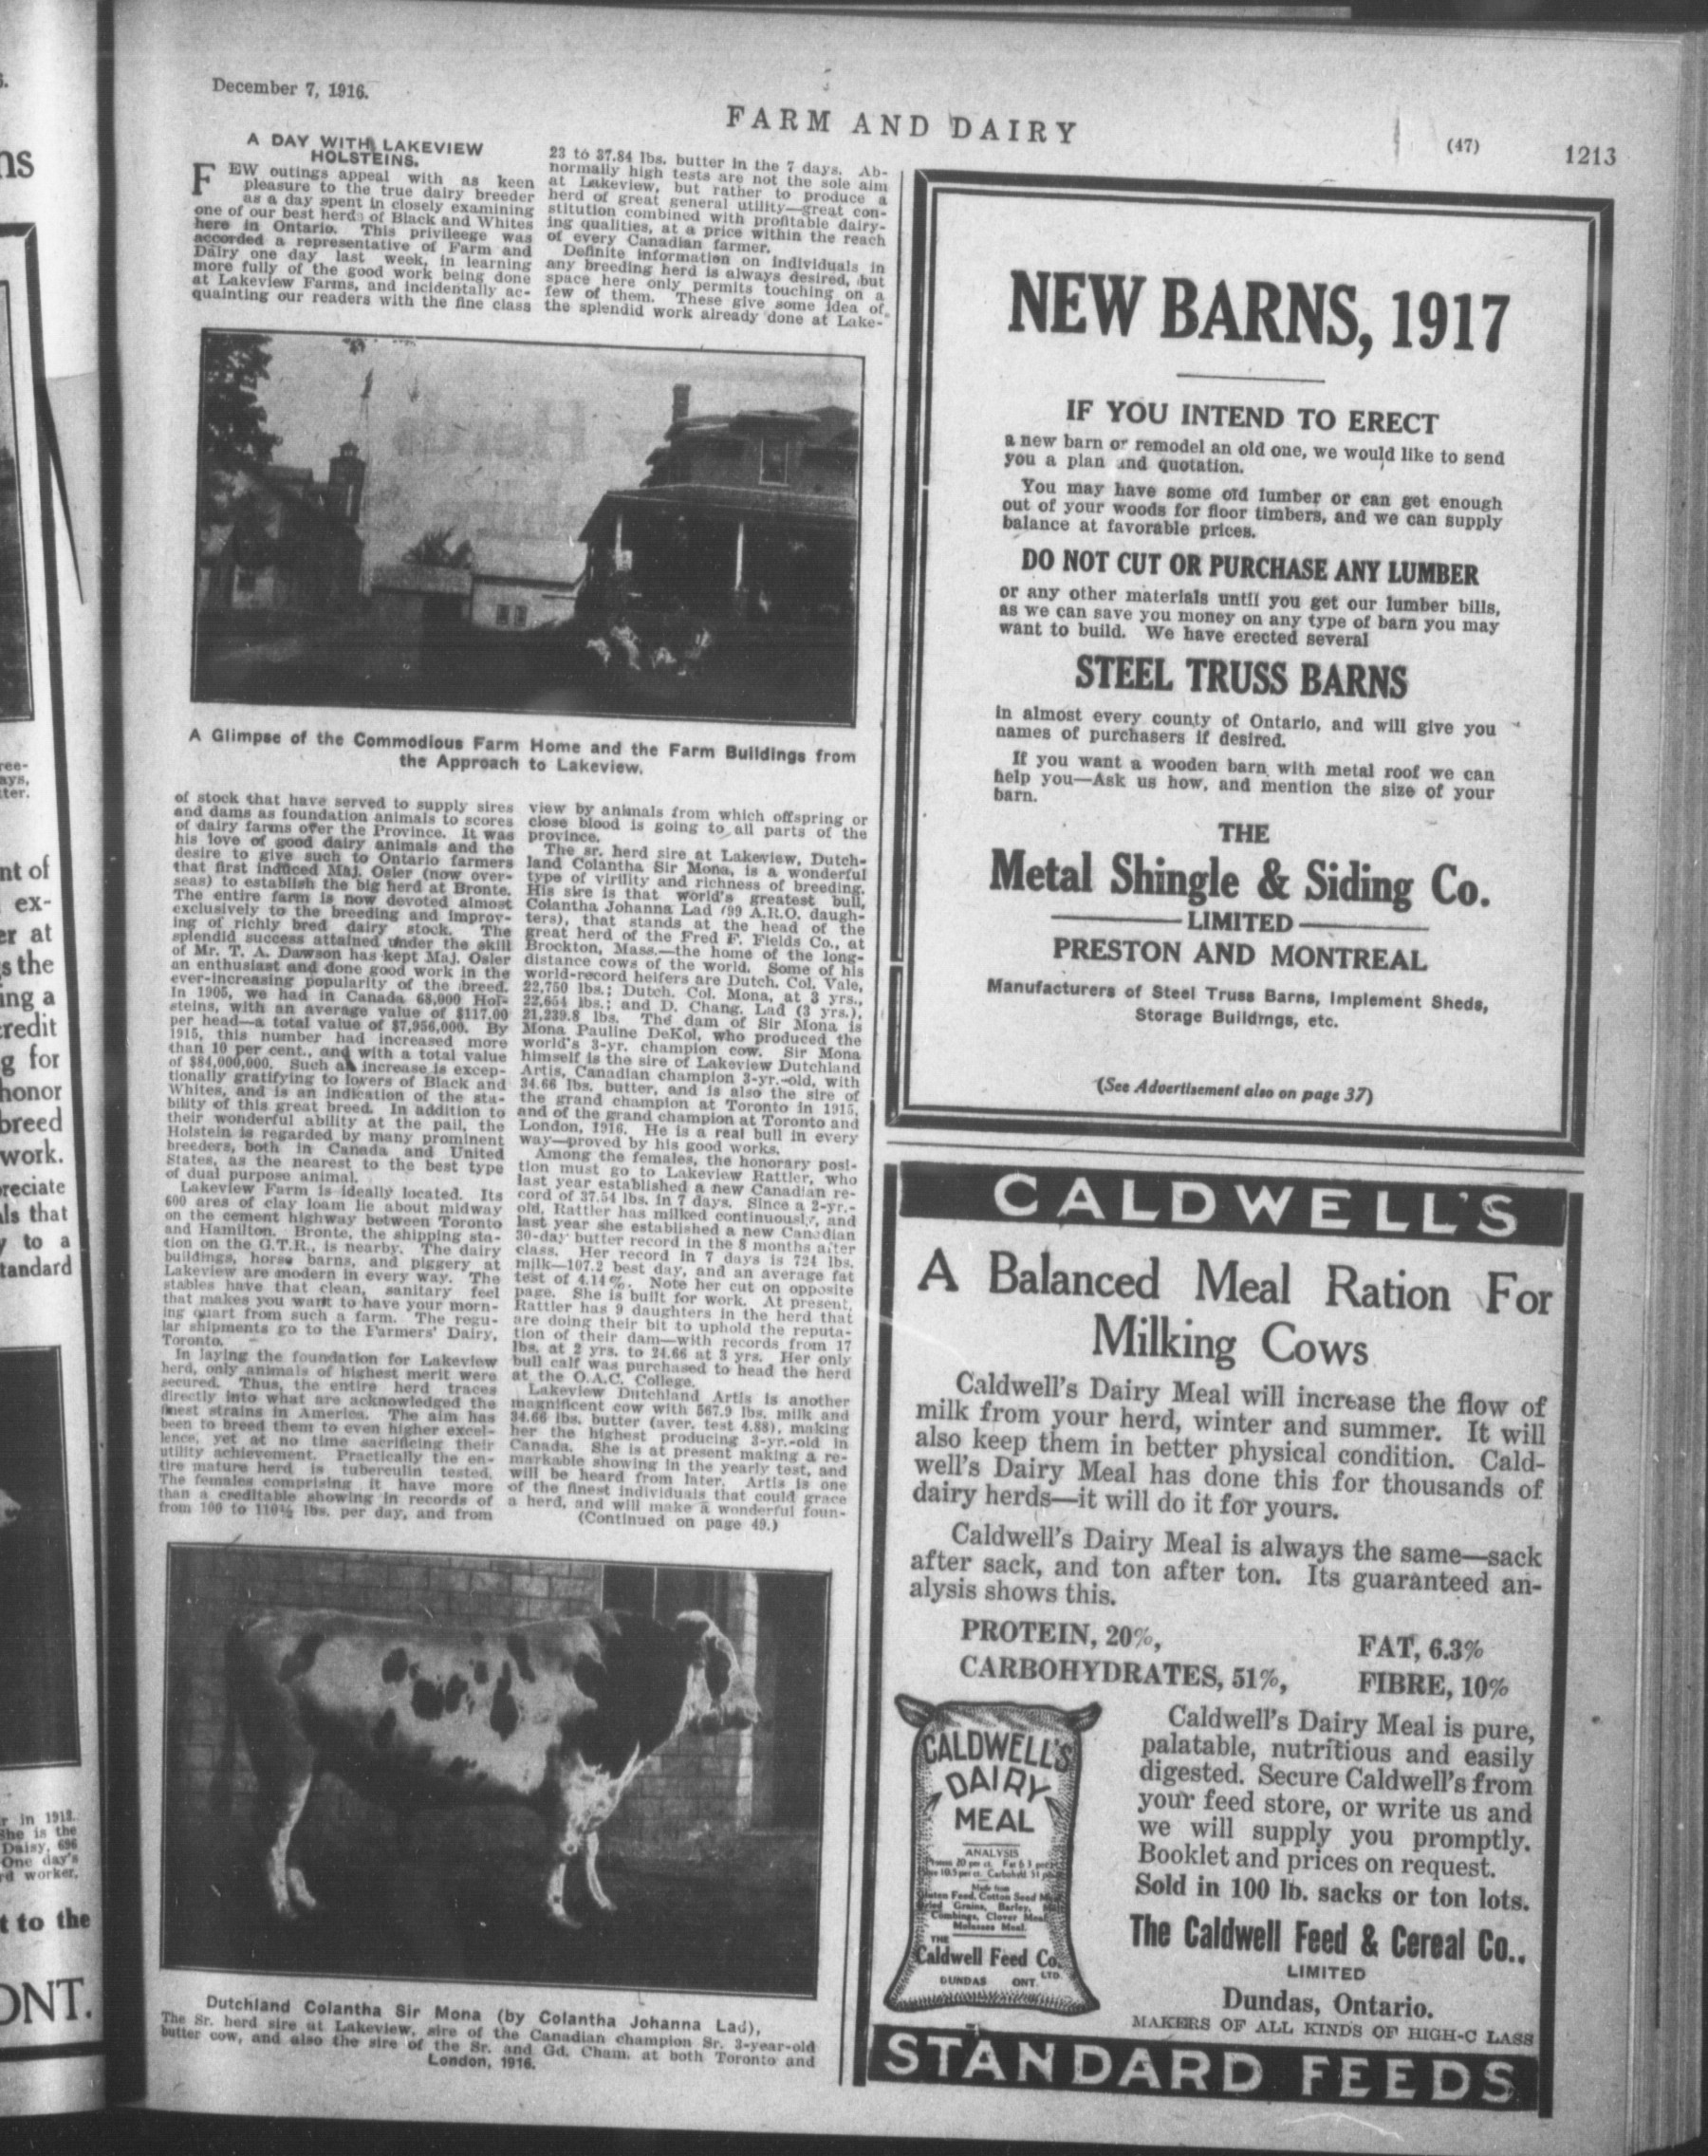 December 7, 1916.
FARM AND DAIRY
(47)
1213
A DAY WITH LAKEVIEW
HOLSTEINS.
FEW outings appeal with as keen
pleasure to the true dairy breeder
as a day spent in closely examining
one of our best herds of Black and Whites
here in Ontario. This privileege was
accorded a representative of Farm and
Dairy one day last week, in learning
more fully of the good work being done
at Lakeview Farms, and incidentally ac-
quainting our readers with the fine class
23 to 37.84 lbs. butter in the 7 days. Ab-
normally high tests are not the sole aim
at Lakeview, but rather to produce a
herd of great general utility—great con-
stitution combined with profitable dairy-
ing qualities, at a price within the reach
of every Canadian farmer.
Definite information on individuals in
any breeding herd is always desired, but
space here only permits touching on a
few of them. These give some idea of
the splendid work already done at Lake-
A Glimpse of the Commodious Farm Home and the Farm Buildings from
the Approach to Lakeview.
of stock that have served to supply sires
and dams as foundation animals to scores
of dairy farms over the Province. It was
his love of good dairy animals and the
desire to give such to Ontario farmers
that first induced Maj. Osler (now over-
seas) to establish the big herd at Bronte.
The entire farm is now devoted almost
exclusively to the breeding and improv-
ing of richly bred dairy stock. The
splendid success attained under the skill
of Mr. T. A. Dawson has kept Maj. Osler
an enthusiast and done good work in the
ever-increasing popularity of the breed.
In 1905, we had in Canada 68,000 Hol-
steins, with an average value of $117.00
per head—a total value of $7,956,000. By
1915, this number had increased more
than 10 per cent., and with a total value
of $84,000,000. Such an increase is excep-
tionally gratifying to lovers of Black and
Whites, and is an indication of the sta-
bility of this great breed. In addition to
their wonderful ability at the pail, the
Holstein is regarded by many prominent
breeders, both in Canada and United
States, as the nearest to the best type
of dual purpose animal.
Lakeview Farm is ideally located. Its
600 ares of clay loam lie about midway
on the cement highway between Toronto
and Hamilton. Bronte, the shipping sta-
tion on the G.T.R., is nearby. The dairy
buildings, horse barns, and piggery at
Lakeview are modern in every way. The
stables have that clean, sanitary feel
that makes you want to have your morn-
ing quart from such a farm. The regu-
lar shipments go to the Farmers' Dairy,
Toronto.
In laying the foundation for Lakeview
herd, only animals of highest merit were
secured. Thus, the entire herd traces
directly into what are acknowledged the
finest strains in America. The aim has
been to breed them to even higher excel-
lence, yet at no time sacrificing their
utility achievement. Practically the en-
tire mature herd is tuberculin tested.
The females comprising it have more
than a creditable showing in records of
from 100 to 110½ lbs. per day, and from
view by animals from which offspring or
close blood is going to all parts of the
province.
The sr. herd sire at Lakeview, Dutch-
land Colantha Sir Mona, is a wonderful
type of virility and richness of breeding.
His sire is that world's greatest bull,
Colantha Johanna Lad (99 A.R.O. daugh-
ters), that stands at the head of the
great herd of the Fred F. Fields Co., at
Brockton, Mass.—the home of the long-
distance cows of the world. Some of his
world-record heifers are Dutch. Col. Vale,
22,750 lbs.; Dutch. Col. Mona, at 3 yrs.,
22,654 lbs.; and D. Chang. Lad (3 yrs.),
21,239.8 lbs. The dam of Sir Mona is
Mona Pauline DeKol, who produced the
world's 3-yr. champion cow. Sir Mona
himself is the sire of Lakeview Dutchland
Artis, Canadian champion 3-yr.-old, with
34.66 lbs. butter, and is also the sire of
the grand champion at Toronto in 1915,
and of the grand champion at Toronto and
London, 1916. He is a real bull in every
way—proved by his good works.
Among the females, the honorary posi-
tion must go to Lakeview Rattler, who
last year established a new Canadian re-
cord of 37.54 lbs. in 7 days. Since a 2-yr.-
old, Rattler has milked continuously, and
last year she established a new Canadian
30-day butter record in the 8 months after
class. Her record in 7 days is 724 lbs.
milk—107.2 best day, and an average fat
test of 4.14%. Note her cut on opposite
page. She is built for work. At present,
Rattler has 9 daughters in the herd that
are doing their bit to uphold the reputa-
tion of their dam—with records from 17
lbs. at 2 yrs. to 24.66 at 3 yrs. Her only
bull calf was purchased to head the herd
at the O.A.C. College.
Lakeview Dutchland Artis is another
magnificent cow with 567.9 lbs. milk and
34.66 lbs. butter (aver. test 4.88), making
her the highest producing 3-yr.-old in
Canada. She is at present making a re-
markable showing in the yearly test, and
will be heard from later. Artis is one
of the finest individuals that could grace
a herd, and will make a wonderful foun-
(Continued on page 49.)
Dutchland Colantha Sir Mona (by Colantha Johanna Lad),
The Sr. herd sire at Lakeview, sire of the Canadian champion Sr. 3-year-old
butter cow, and also the sire of the Sr. and Gd. Cham. at both Toronto and
London, 1916.
NEW BARNS, 1917
IF YOU INTEND TO ERECT
a new barn or remodel an old one, we would like to send
you a plan and quotation.
You may have some old lumber or can get enough
out of your woods for floor timbers, and we can supply
balance at favorable prices.
DO NOT CUT OR PURCHASE ANY LUMBER
or any other materials until you get our lumber bills,
as we can save you money on any type of barn you may
want to build. We have erected several
STEEL TRUSS BARNS
in almost every county of Ontario, and will give you
names of purchasers if desired.
If you want a wooden barn with metal roof we can
help you—Ask us how, and mention the size of your
barn.
THE
Metal Shingle & Siding Co.
LIMITED
PRESTON AND MONTREAL
Manufacturers of Steel Truss Barns, Implement Sheds,
Storage Buildings, etc.
(See Advertisement also on page 37)
CALDWELL'S
A Balanced Meal Ration For
Milking Cows
Caldwell's Dairy Meal will increase the flow of
milk from your herd, winter and summer. It will
also keep them in better physical condition. Cald-
well's Dairy Meal has done this for thousands of
dairy herds—it will do it for yours.
Caldwell's Dairy Meal is always the same—sack
after sack, and ton after ton. Its guaranteed an-
alysis shows this.
PROTEIN, 20%, FAT, 6.3%
CARBOHYDRATES, 51%, FIBRE, 10%
CALDWELL'S
DAIRY
MEAL
ANALYSIS
Made from
Gluten Feed, Cotton Seed
Grains, Barley,
Combings, Clover Meal
Molasses Meal.
THE
Caldwell Feed Co.
LTD.
DUNDAS ONT.
Caldwell's Dairy Meal is pure,
palatable, nutritious and easily
digested. Secure Caldwell's from
your feed store, or write us and
we will supply you promptly.
Booklet and prices on request.
Sold in 100 lb. sacks or ton lots.
The Caldwell Feed & Cereal Co.,
LIMITED
Dundas, Ontario.
MAKERS OF ALL KINDS OF HIGH-CLASS
STANDARD FEEDS